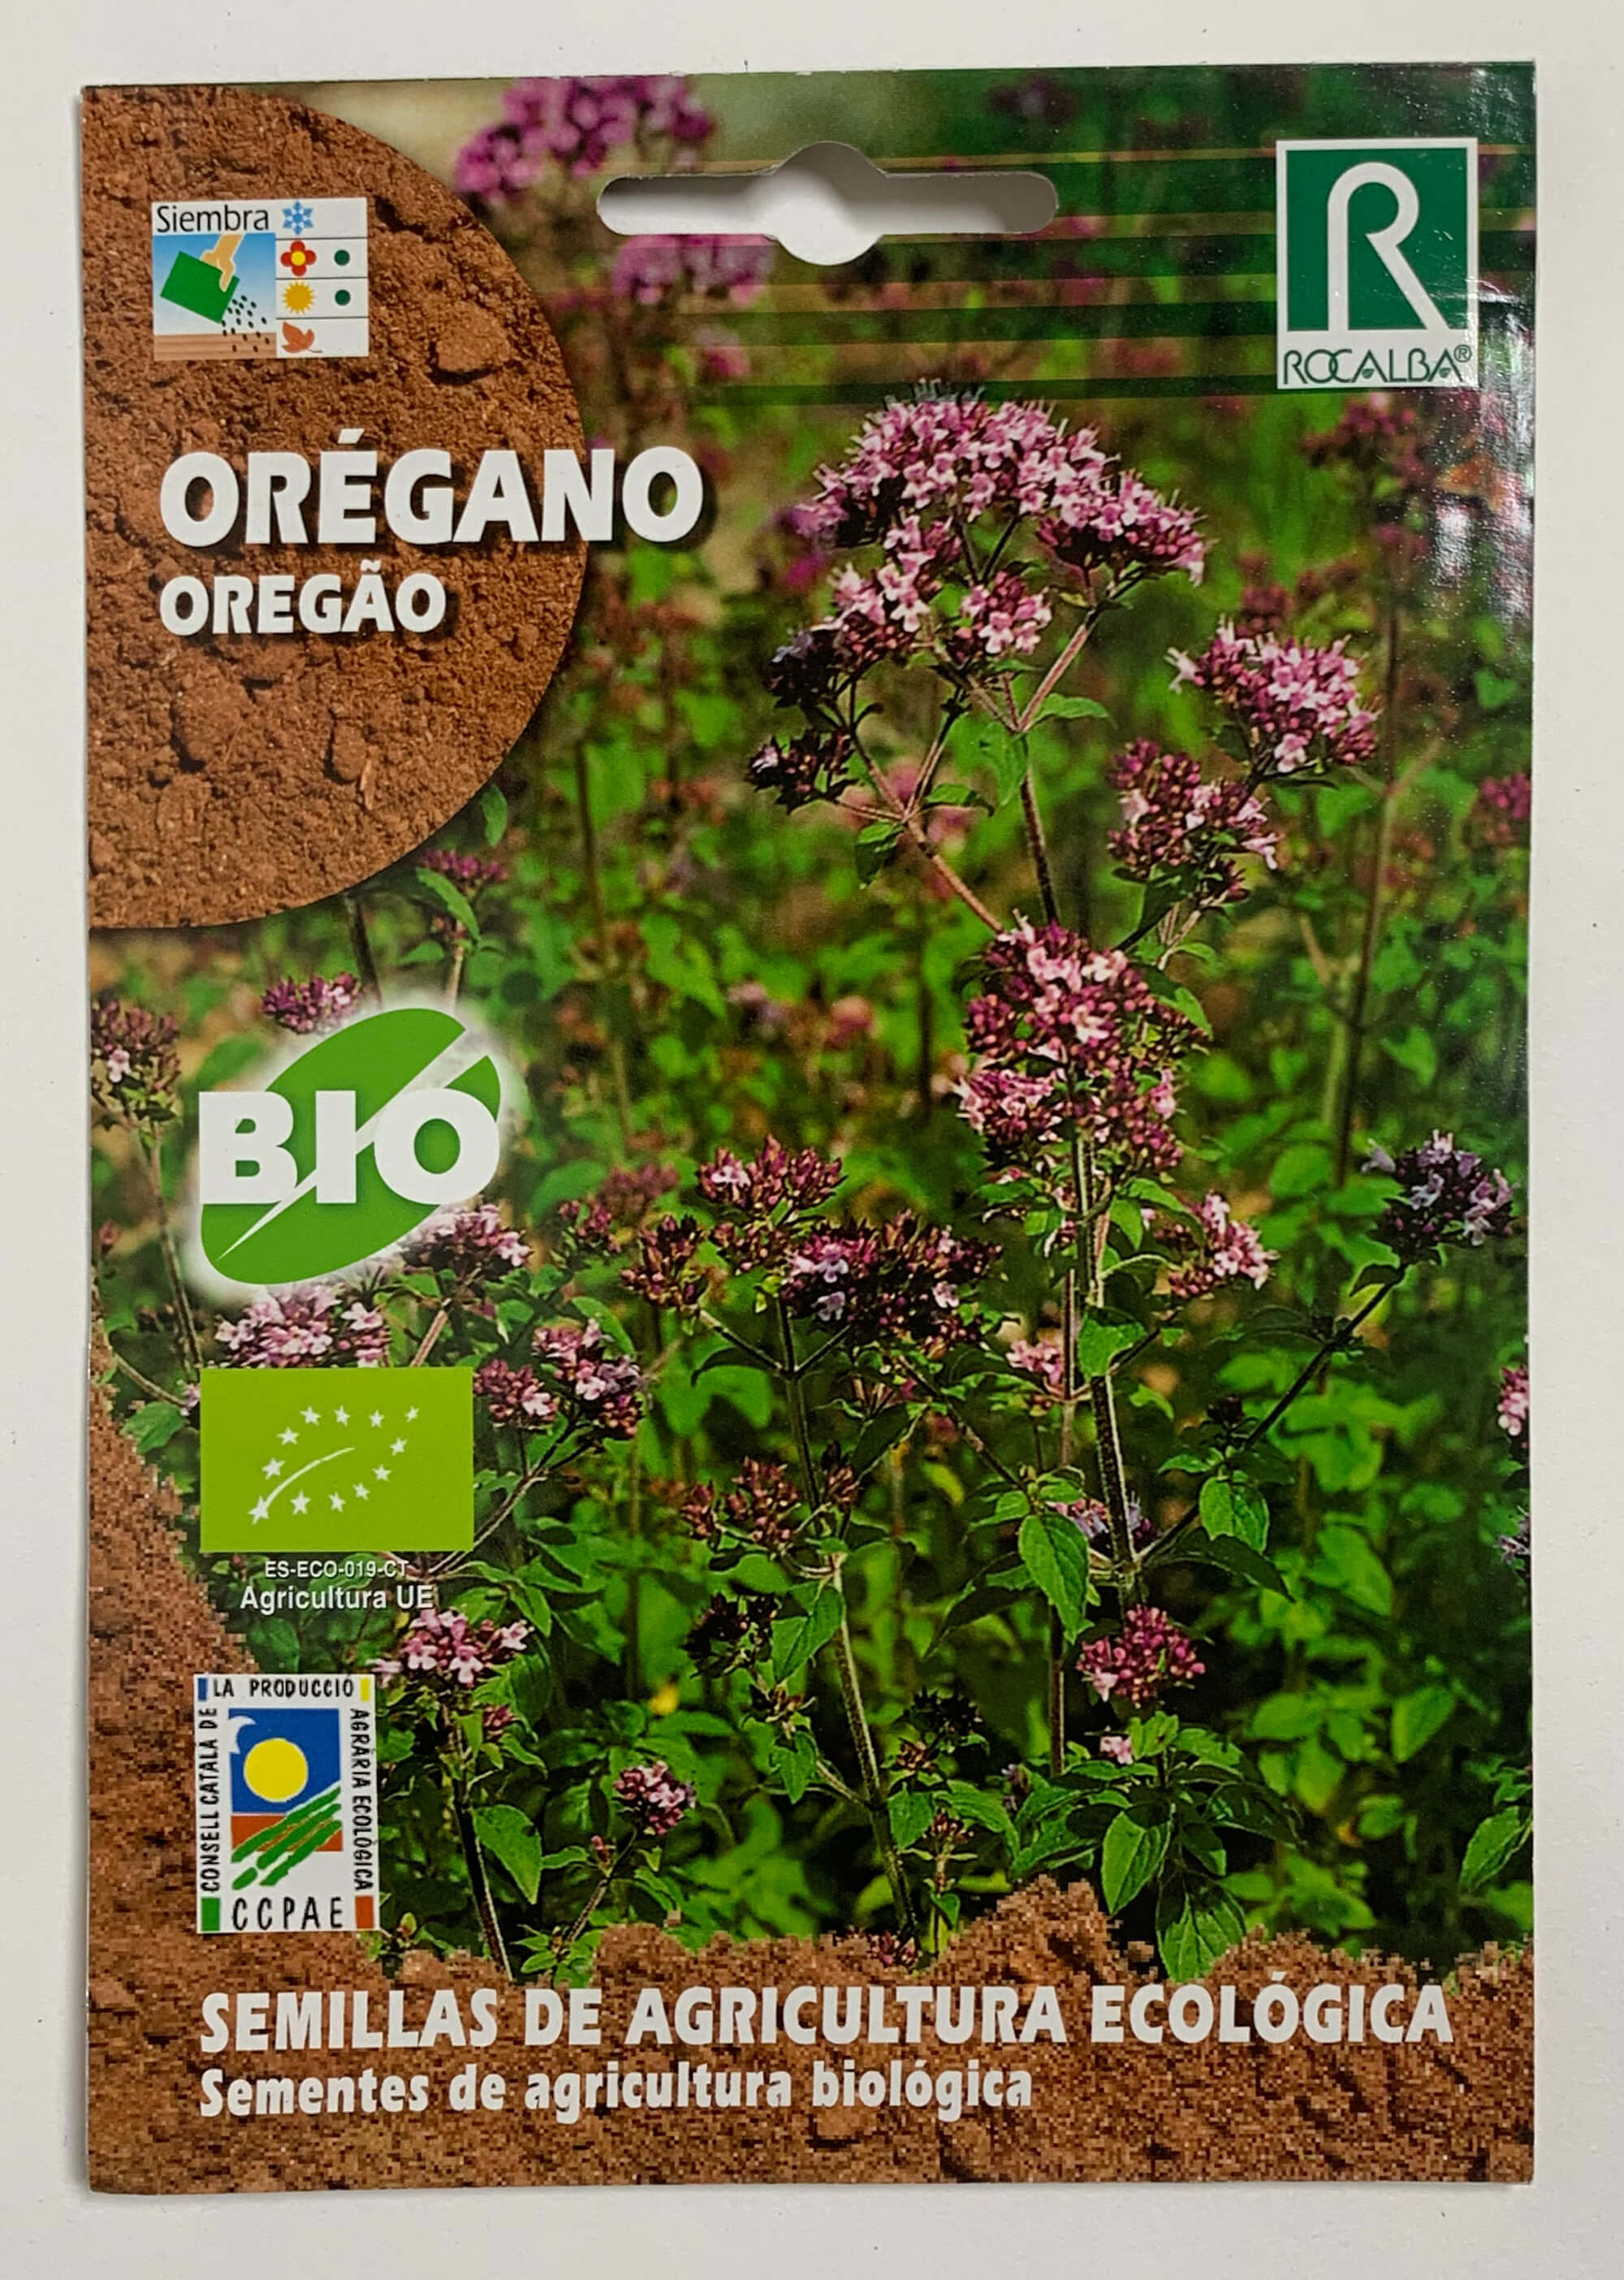 Siembra
R
ROCALBA®
ORÉGANO
OREGÃO
BIO
ES-ECO-019-CT
Agricultura UE
CONSELL CATALÀ DE
LA PRODUCCIÓ
AGRÀRIA ECOLÒGICA
CCPAE
SEMILLAS DE AGRICULTURA ECOLÓGICA
Sementes de agricultura biológica